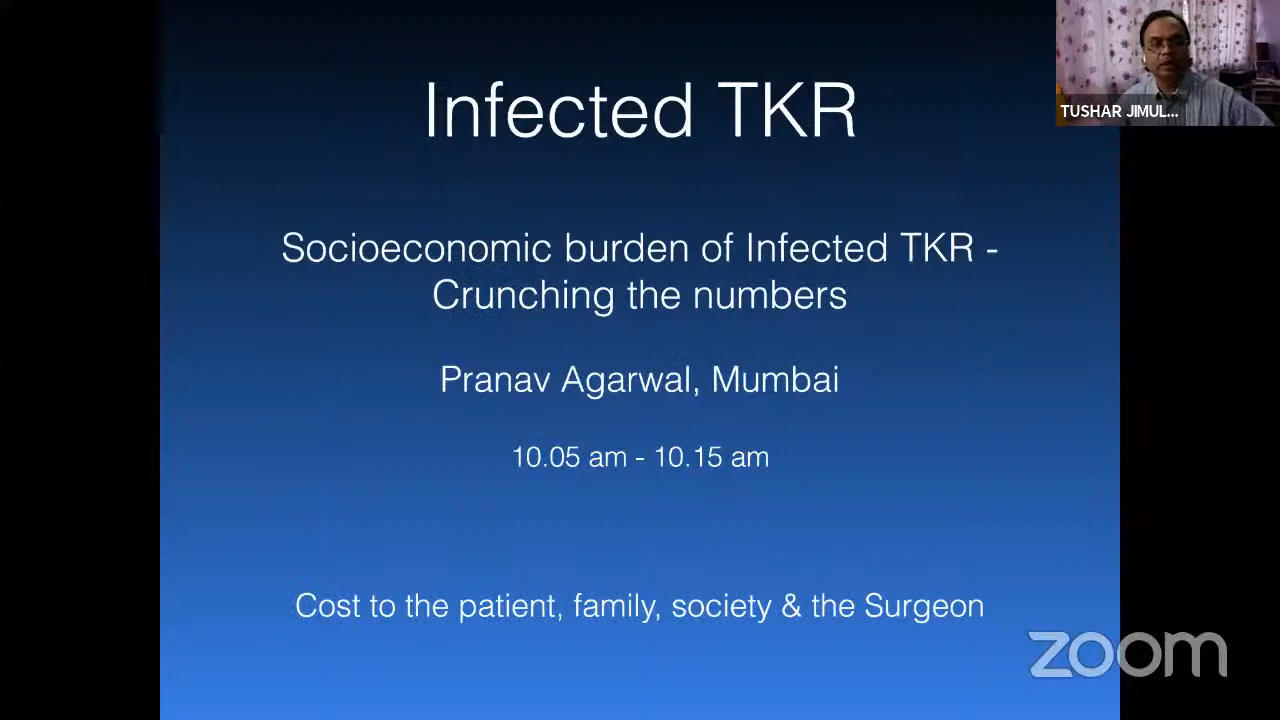 Infected TKR
Socioeconomic burden of Infected TKR -
Crunching the numbers
Pranav Agarwal, Mumbai
10.05 am - 10.15 am
Cost to the patient, family, society & the Surgeon
TUSHAR JIMUL...
zoom